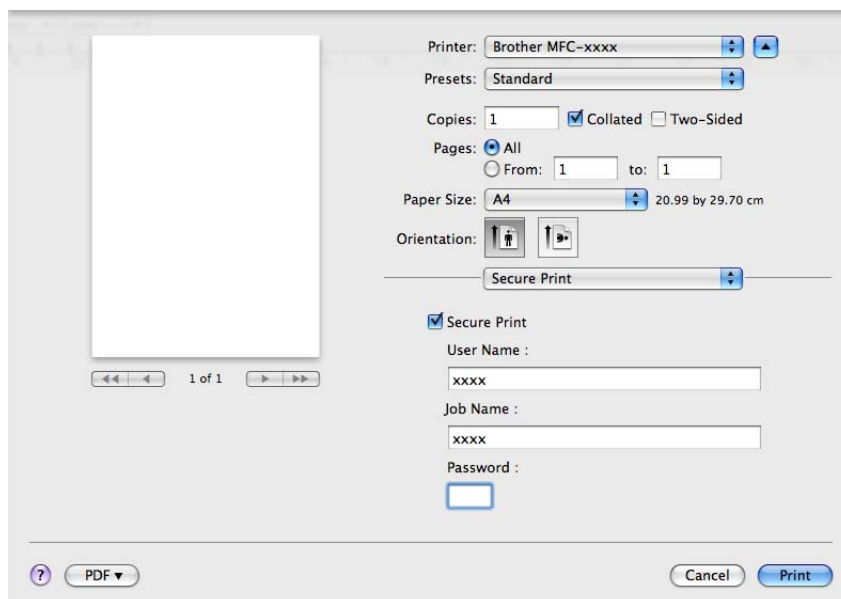 Printer: Brother MFC-xxxx
Presets: Standard
Copies: 1 Collated Two-Sided
Pages: All
From: 1 to: 1
Paper Size: A4 20.99 by 29.70 cm
Orientation:
Secure Print
Secure Print
User Name :
xxxx
Job Name :
xxxx
Password :
1 of 1
? PDF▼ Cancel Print